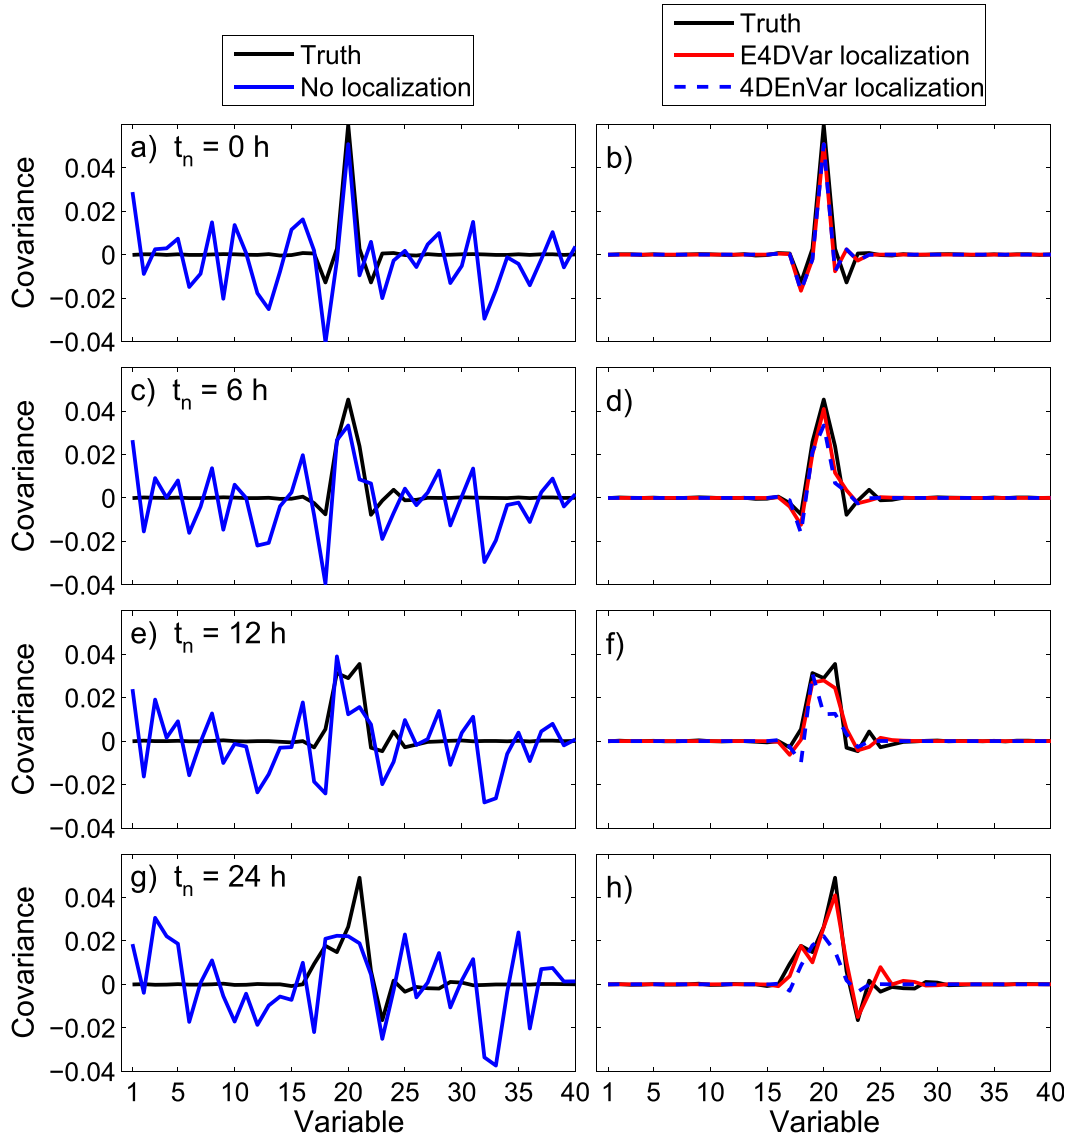 Truth
No localization
Truth
E4DVar localization
4DEnVar localization
a) tn = 0 h
b)
Covariance
0.04
0.02
0
−0.02
−0.04
c) tn = 6 h
d)
Covariance
0.04
0.02
0
−0.02
−0.04
e) tn = 12 h
f)
Covariance
0.04
0.02
0
−0.02
−0.04
g) tn = 24 h
h)
Covariance
0.04
0.02
0
−0.02
−0.04
1 5 10 15 20 25 30 35 40
1 5 10 15 20 25 30 35 40
Variable
Variable